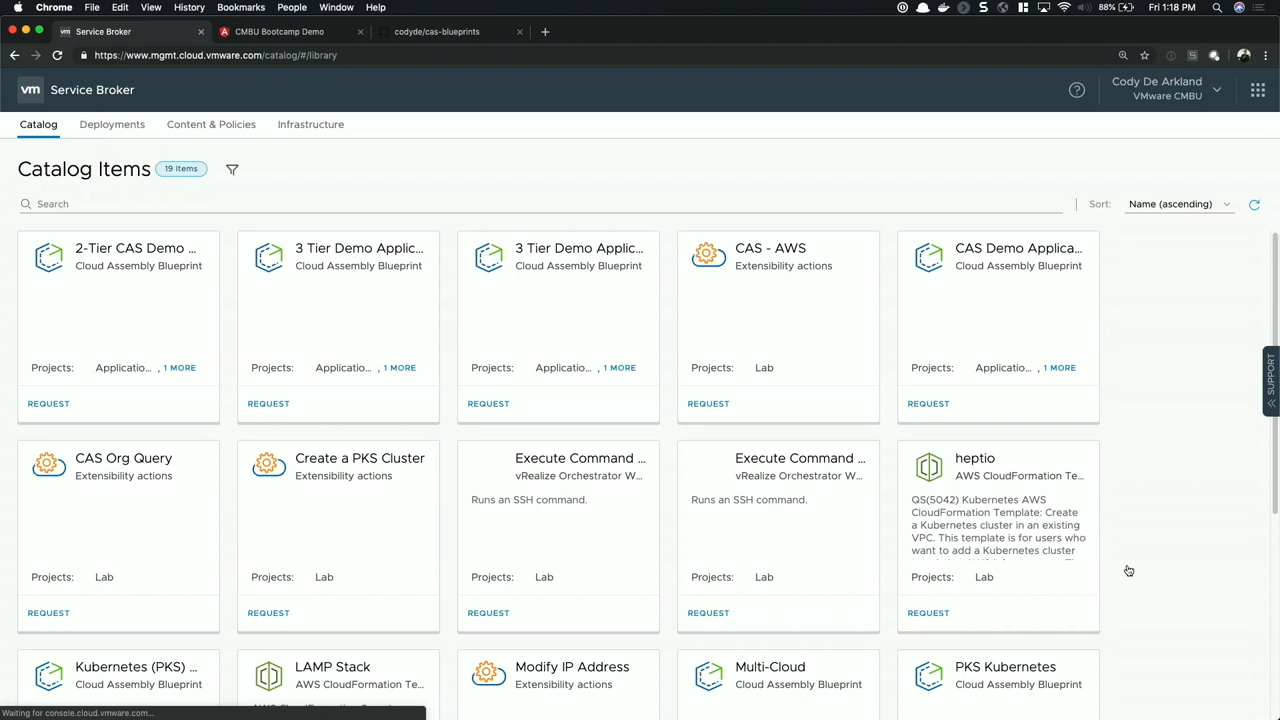 Chrome File Edit View History Bookmarks People Window Help 88% Fri 1:18 PM
vm Service Broker CMBU Bootcamp Demo codyde/cas-blueprints
https://www.mgmt.cloud.vmware.com/catalog/#/library
vm Service Broker Cody De Arkland
VMware CMBU
Catalog Deployments Content & Policies Infrastructure
Catalog Items 19 Items
Search Sort: Name (ascending)
2-Tier CAS Demo ... 3 Tier Demo Applic... 3 Tier Demo Applic... CAS - AWS CAS Demo Applica...
Cloud Assembly Blueprint Cloud Assembly Blueprint Cloud Assembly Blueprint Extensibility actions Cloud Assembly Blueprint
Projects: Applicatio... , 1 MORE Projects: Applicatio... , 1 MORE Projects: Applicatio... , 1 MORE Projects: Lab Projects: Applicatio... , 1 MORE
SUPPORT
REQUEST REQUEST REQUEST REQUEST REQUEST
CAS Org Query Create a PKS Cluster Execute Command ... Execute Command ... heptio
Extensibility actions Extensibility actions vRealize Orchestrator W... vRealize Orchestrator W... AWS CloudFormation Te...
Runs an SSH command. Runs an SSH command. QS(5042) Kubernetes AWS
CloudFormation Template: Create
a Kubernetes cluster in an existing
VPC. This template is for users who
want to add a Kubernetes cluster
Projects: Lab Projects: Lab Projects: Lab Projects: Lab Projects: Lab
REQUEST REQUEST REQUEST REQUEST REQUEST
Kubernetes (PKS) ... LAMP Stack Modify IP Address Multi-Cloud PKS Kubernetes
Cloud Assembly Blueprint AWS CloudFormation Te... Extensibility actions Cloud Assembly Blueprint Cloud Assembly Blueprint
Waiting for console.cloud.vmware.com...